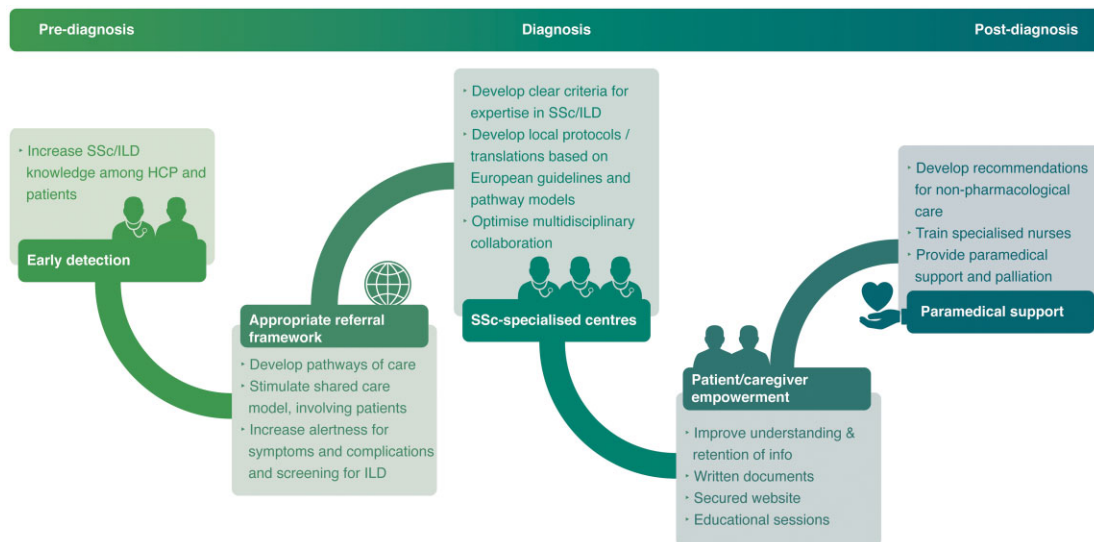 Pre-diagnosis
Diagnosis
Post-diagnosis
‣ Increase SSc/ILD
knowledge among HCP and
patients
Early detection
Appropriate referral
framework
‣ Develop pathways of care
‣ Stimulate shared care
model, involving patients
‣ Increase alertness for
symptoms and complications
and screening for ILD
‣ Develop clear criteria for
expertise in SSc/ILD
‣ Develop local protocols /
translations based on
European guidelines and
pathway models
‣ Optimise multidisciplinary
collaboration
SSc-specialised centres
Patient/caregiver
empowerment
‣ Improve understanding &
retention of info
‣ Written documents
‣ Secured website
‣ Educational sessions
‣ Develop recommendations
for non-pharmacological
care
‣ Train specialised nurses
‣ Provide paramedical
support and palliation
Paramedical support